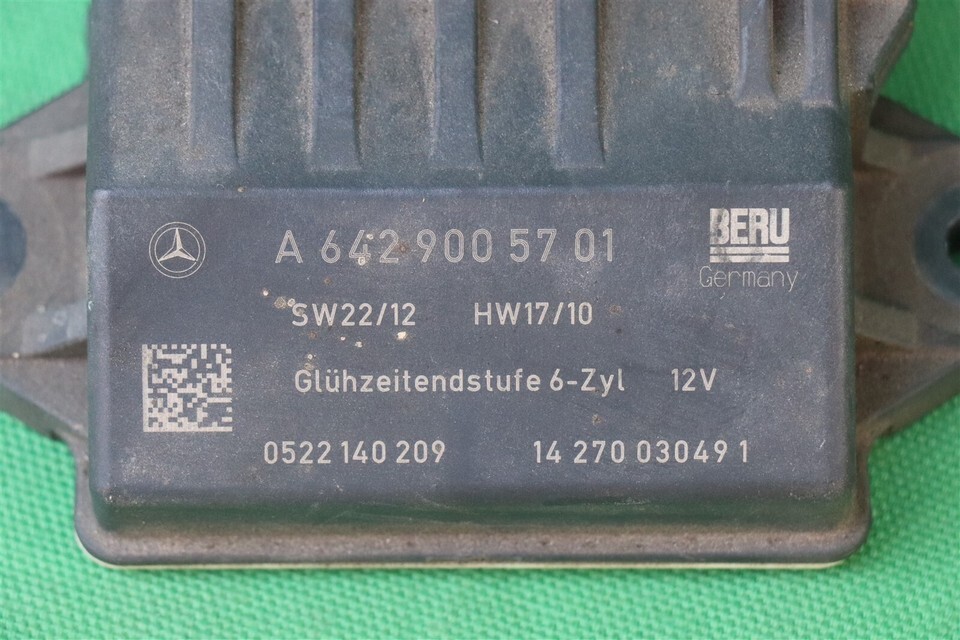 A 642 900 57 01
BERU
Germany
SW22/12 HW17/10
Glühzeitendstufe 6-Zyl 12V
0522 140 209 14 270 03049 1